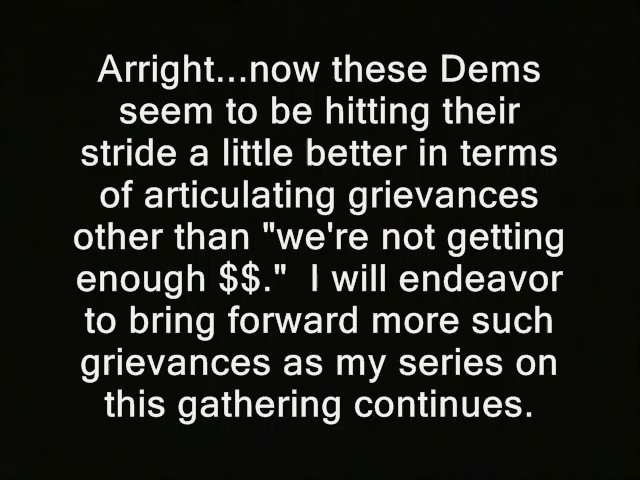 Arright...now these Dems
seem to be hitting their
stride a little better in terms
of articulating grievances
other than "we're not getting
enough $$."  I will endeavor
to bring forward more such
grievances as my series on
this gathering continues.